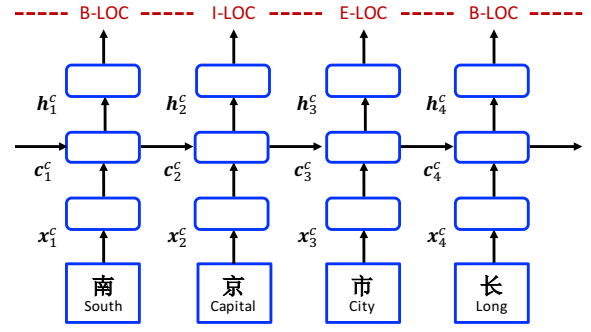 B-LOC I-LOC E-LOC B-LOC
h₁ᶜ h₂ᶜ h₃ᶜ h₄ᶜ
c₁ᶜ c₂ᶜ c₃ᶜ c₄ᶜ
x₁ᶜ x₂ᶜ x₃ᶜ x₄ᶜ
南 京 市 长
South Capital City Long